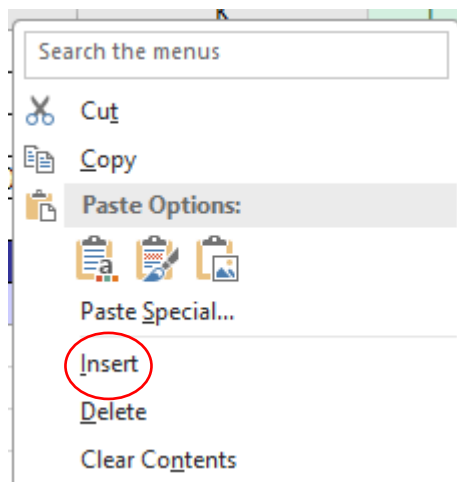 K
Search the menus
Cut
Copy
Paste Options:
a
Paste Special...
Insert
Delete
Clear Contents